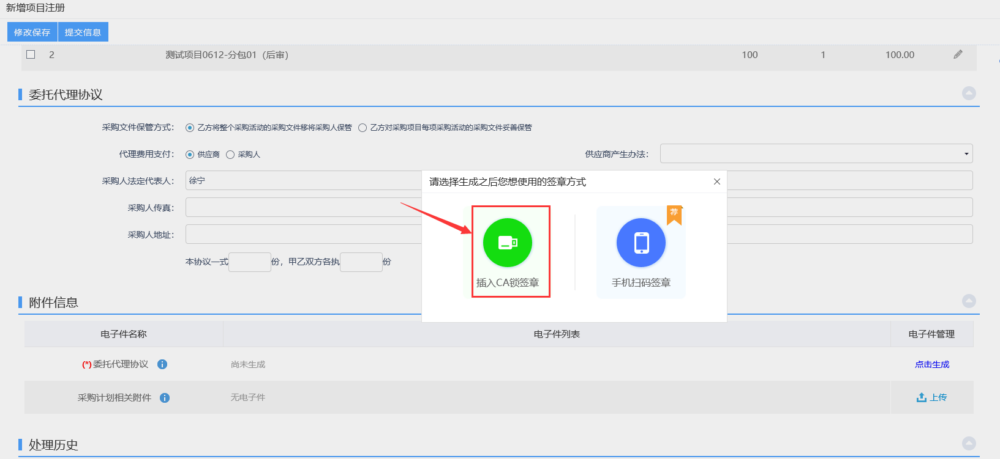 新增项目注册
修改保存 提交信息
2 测试项目0612-分包01（后审） 100 1 100.00
委托代理协议
采购文件保管方式： 乙方将整个采购活动的采购文件移将采购人保管 乙方对采购项目每项采购活动的采购文件妥善保管
代理费用支付： 供应商 采购人 供应商产生办法：
采购人法定代表人： 徐宁
采购人传真：
采购人地址：
本协议一式 份，甲乙双方各执 份
请选择生成之后您想使用的签章方式
荐
插入CA锁签章 手机扫码签章
附件信息
电子件名称 电子件列表 电子件管理
(*)委托代理协议 尚未生成 点击生成
采购计划相关附件 无电子件 上传
处理历史